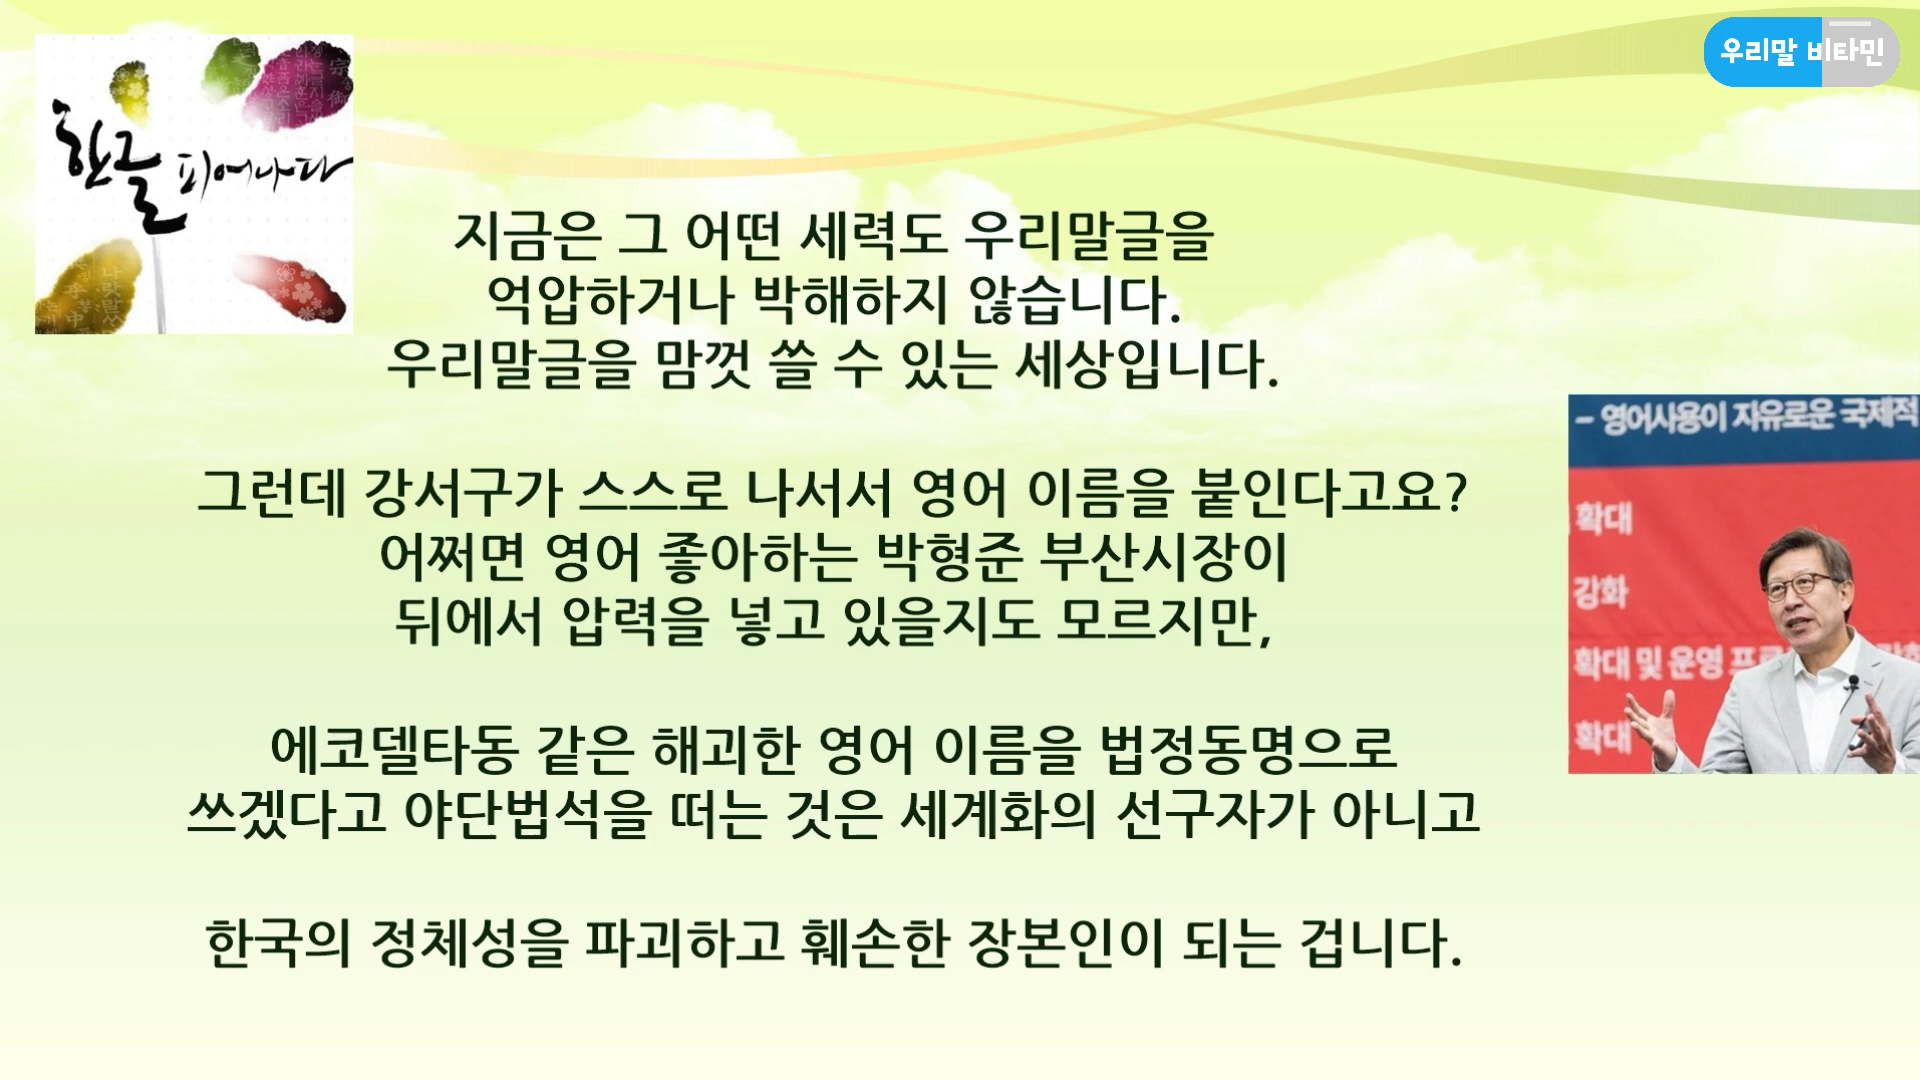 우리말 비타민
한글 피어나다
지금은 그 어떤 세력도 우리말글을
억압하거나 박해하지 않습니다.
우리말글을 맘껏 쓸 수 있는 세상입니다.
그런데 강서구가 스스로 나서서 영어 이름을 붙인다고요?
어쩌면 영어 좋아하는 박형준 부산시장이
뒤에서 압력을 넣고 있을지도 모르지만,
에코델타동 같은 해괴한 영어 이름을 법정동명으로
쓰겠다고 야단법석을 떠는 것은 세계화의 선구자가 아니고
한국의 정체성을 파괴하고 훼손한 장본인이 되는 겁니다.
- 영어사용이 자유로운 국제적
확대
강화
확대 및 운영
확대